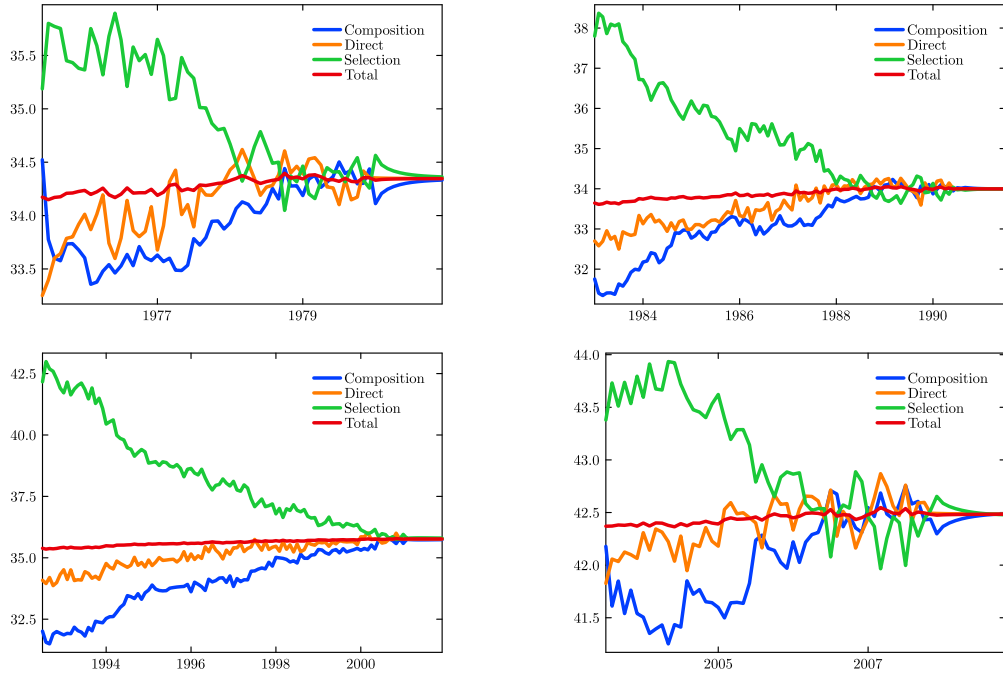 35.5
35.0
34.5
34.0
33.5
1977
1979
Composition
Direct
Selection
Total
38
37
36
35
34
33
32
1984
1986
1988
1990
Composition
Direct
Selection
Total
42.5
40.0
37.5
35.0
32.5
1994
1996
1998
2000
Composition
Direct
Selection
Total
44.0
43.5
43.0
42.5
42.0
41.5
2005
2007
Composition
Direct
Selection
Total